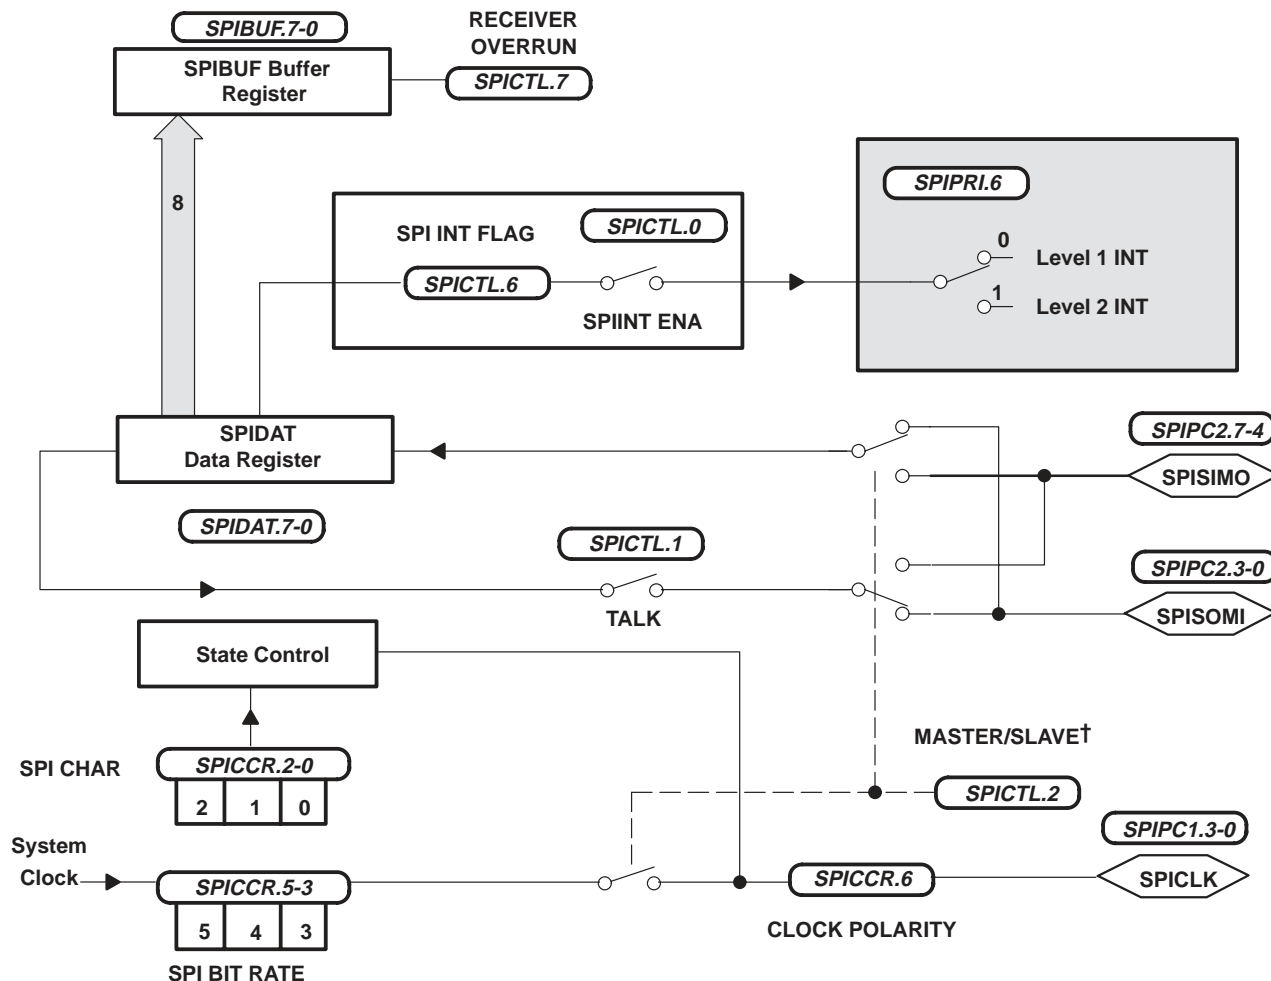 SPIBUF.7-0
RECEIVER
OVERRUN
SPIBUF Buffer
Register
SPICTL.7
8
SPIPRI.6
SPICTL.0
SPI INT FLAG
0
Level 1 INT
SPICTL.6
1
Level 2 INT
SPIINT ENA
SPIPC2.7-4
SPIDAT
Data Register
SPISIMO
SPIDAT.7-0
SPICTL.1
SPIPC2.3-0
TALK
SPISOMI
State Control
MASTER/SLAVE†
SPI CHAR
SPICCR.2-0
2 1 0
SPICTL.2
SPIPC1.3-0
System
Clock
SPICCR.5-3
SPICCR.6
SPICLK
5 4 3
CLOCK POLARITY
SPI BIT RATE